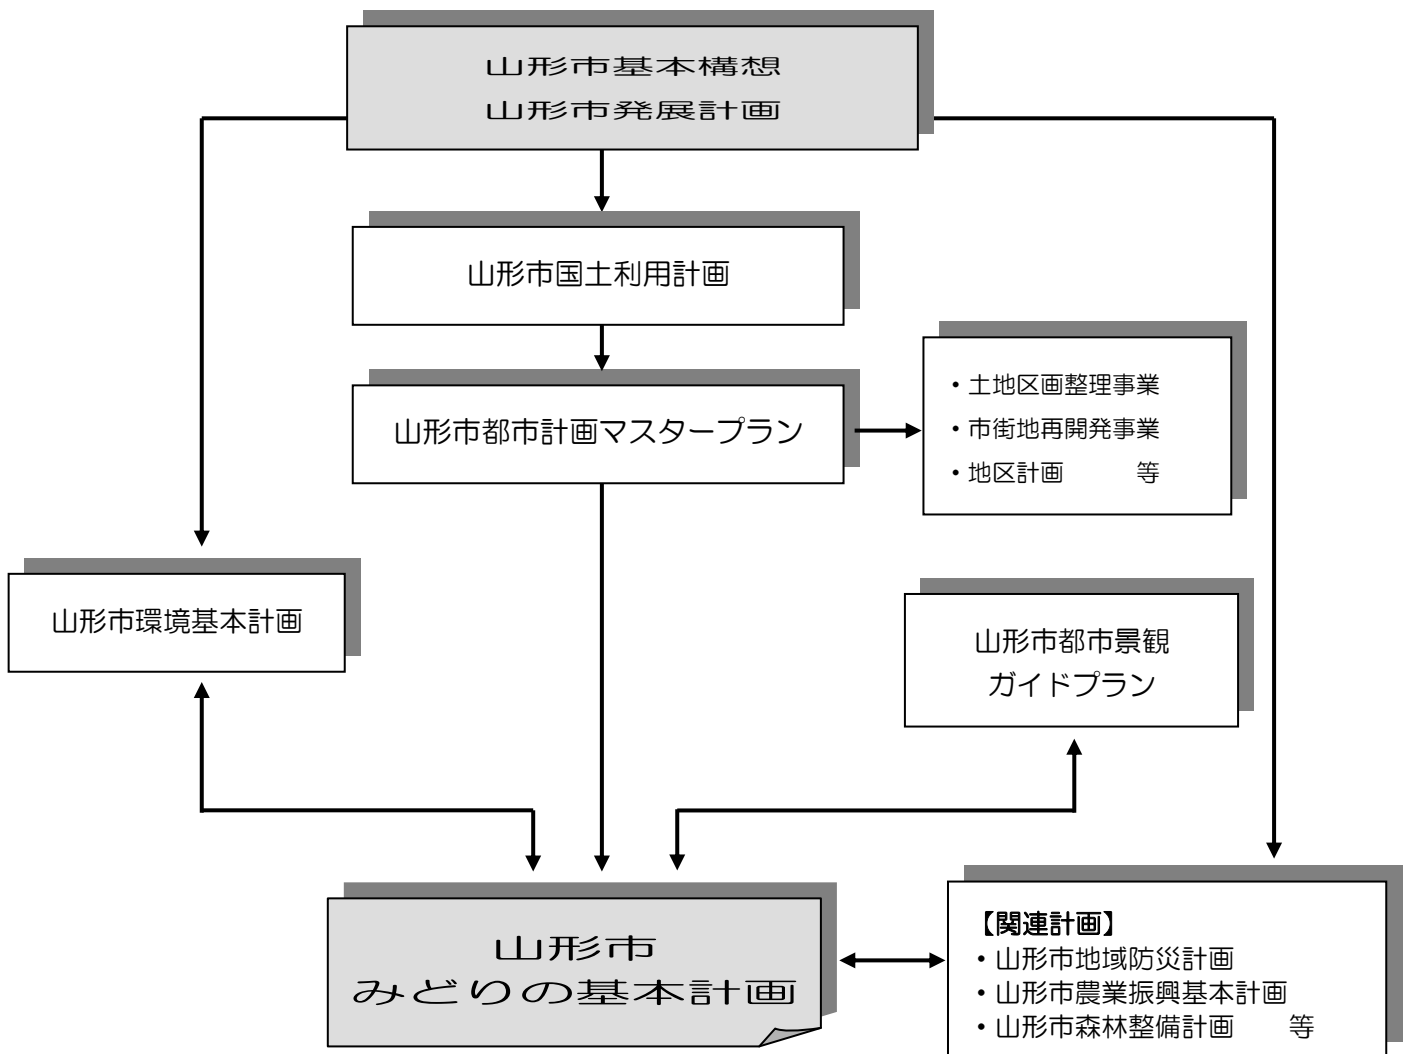 山形市基本構想
山形市発展計画
山形市国土利用計画
山形市都市計画マスタープラン
・土地区画整理事業
・市街地再開発事業
・地区計画　　　等
山形市環境基本計画
山形市都市景観
ガイドプラン
山形市
みどりの基本計画
【関連計画】
・山形市地域防災計画
・山形市農業振興基本計画
・山形市森林整備計画　　等